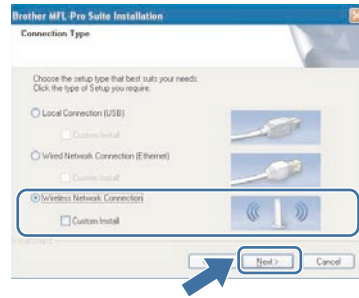 Brother MFL-Pro Suite Installation
Connection Type
Choose the setup type that best suits your needs.
Click the type of Setup you require.
Local Connection (USB)
Custom Install
Wired Network Connection (Ethernet)
Custom Install
Wireless Network Connection
Custom Install
InstallShield
Next > Cancel